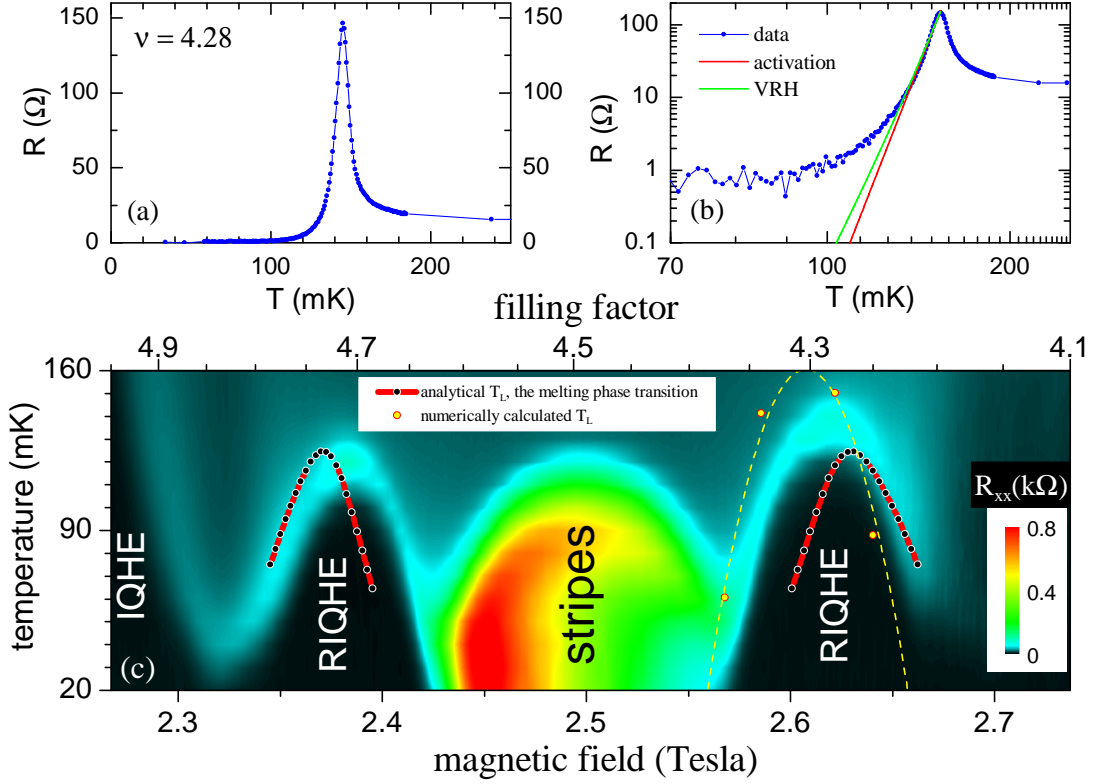 150
100
50
0
R (Ω)
ν = 4.28
(a)
0
100
200
T (mK)
150
100
50
0
100
10
1
0.1
R (Ω)
data
activation
VRH
(b)
70
100
200
T (mK)
filling factor
4.9
4.7
4.5
4.3
4.1
160
90
20
temperature (mK)
analytical T_L, the melting phase transition
numerically calculated T_L
IQHE
RIQHE
stripes
RIQHE
R_xx(kΩ)
0.8
0.4
0
(c)
2.3
2.4
2.5
2.6
2.7
magnetic field (Tesla)